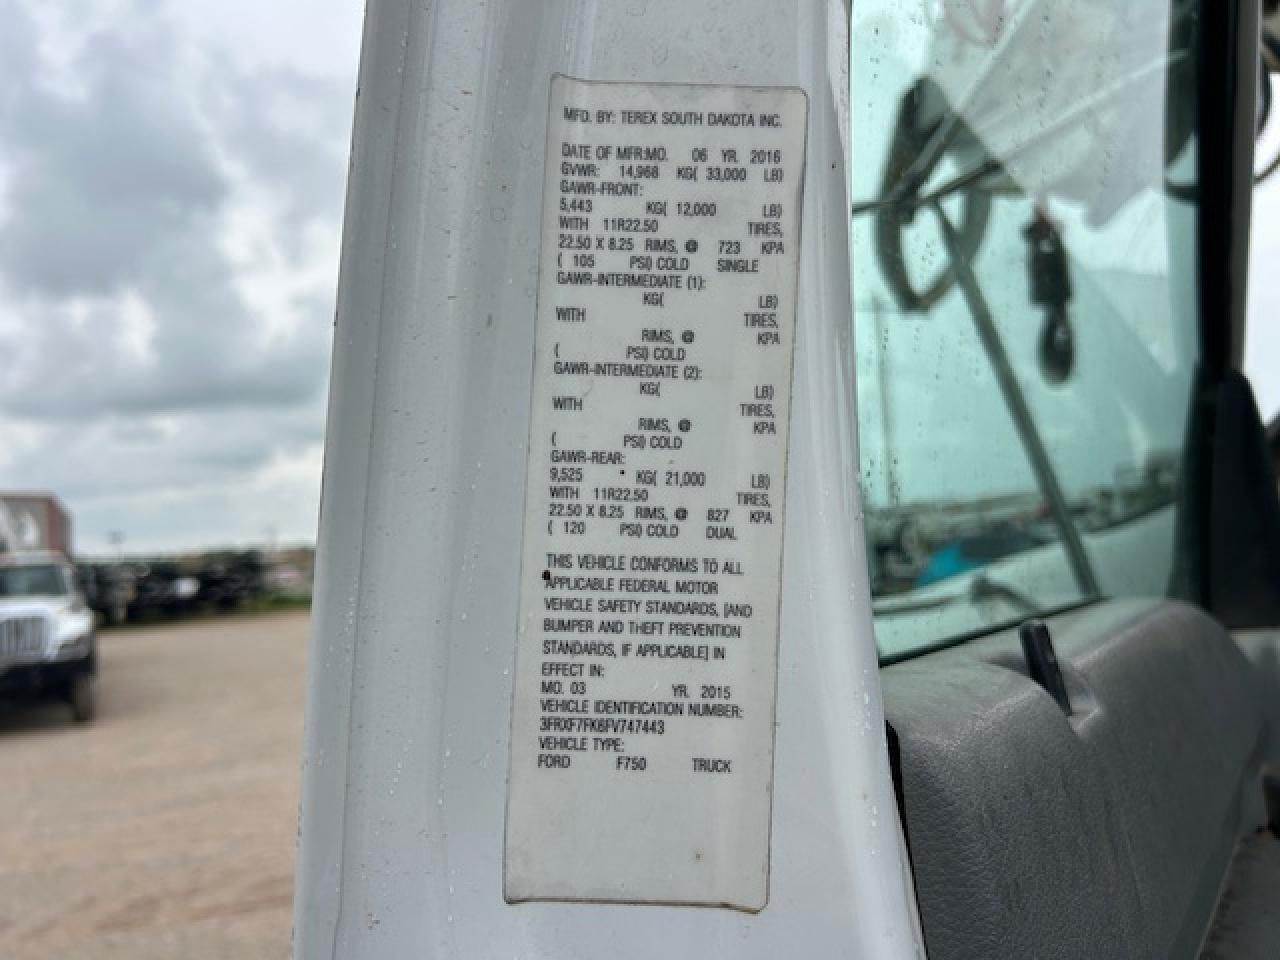 MFD. BY: TEREX SOUTH DAKOTA INC.
DATE OF MFR:MO. 06 YR. 2016
GVWR: 14,968 KG( 33,000 LB)
GAWR-FRONT:
5,443 KG( 12,000 LB)
WITH 11R22.50 TIRES,
22.50 X 8.25 RIMS, @ 723 KPA
( 105 PSI) COLD SINGLE
GAWR-INTERMEDIATE (1):
KG( LB)
WITH TIRES,
RIMS, @ KPA
( PSI) COLD
GAWR-INTERMEDIATE (2):
KG( LB)
WITH TIRES,
RIMS, @ KPA
( PSI) COLD
GAWR-REAR:
9,525 KG( 21,000 LB)
WITH 11R22.50 TIRES,
22.50 X 8.25 RIMS, @ 827 KPA
( 120 PSI) COLD DUAL
THIS VEHICLE CONFORMS TO ALL
APPLICABLE FEDERAL MOTOR
VEHICLE SAFETY STANDARDS, [AND
BUMPER AND THEFT PREVENTION
STANDARDS, IF APPLICABLE] IN
EFFECT IN:
MO. 03 YR. 2015
VEHICLE IDENTIFICATION NUMBER:
3FRXF7FK6FV747443
VEHICLE TYPE:
FORD F750 TRUCK